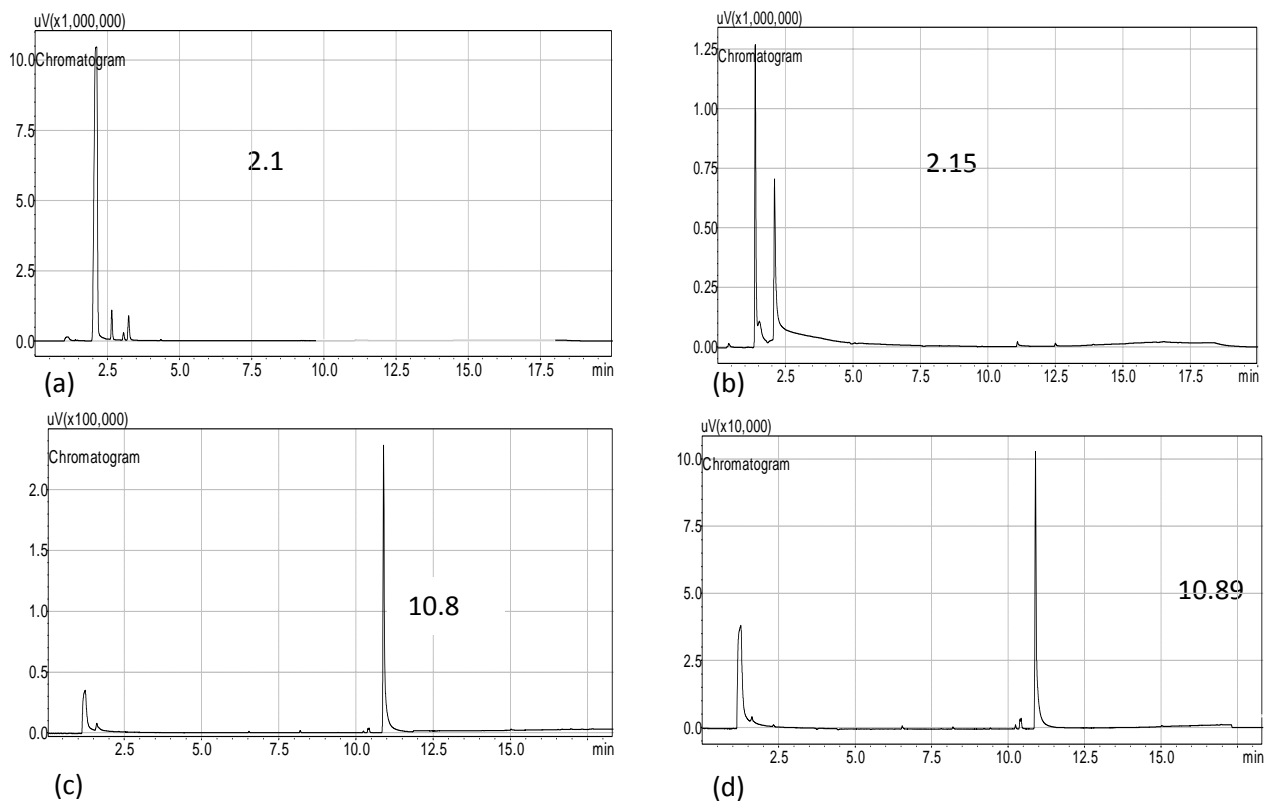 uV(x1,000,000)
10.0 Chromatogram
7.5
5.0
2.5
0.0
2.1
2.5 5.0 7.5 10.0 12.5 15.0 17.5 min
(a)
uV(x1,000,000)
1.25
Chromatogram
1.00
0.75
0.50
0.25
0.00
2.15
2.5 5.0 7.5 10.0 12.5 15.0 17.5 min
(b)
uV(x100,000)
Chromatogram
2.0
1.5
1.0
0.5
0.0
10.8
2.5 5.0 7.5 10.0 12.5 15.0 min
(c)
uV(x10,000)
10.0
Chromatogram
7.5
5.0
2.5
0.0
10.89
2.5 5.0 7.5 10.0 12.5 15.0 min
(d)